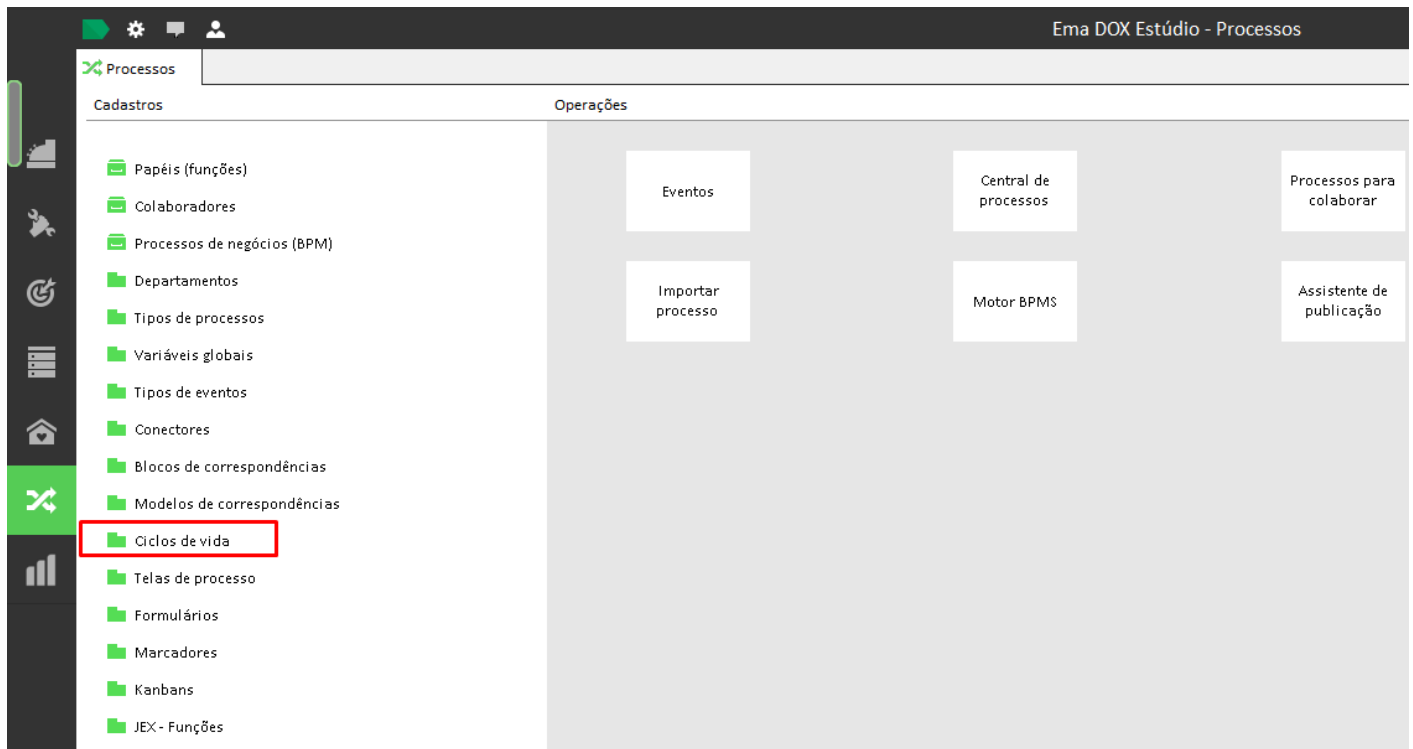 Ema DOX Estúdio - Processos
Processos
Cadastros
Operações
Papéis (funções)
Colaboradores
Processos de negócios (BPM)
Departamentos
Tipos de processos
Variáveis globais
Tipos de eventos
Conectores
Blocos de correspondências
Modelos de correspondências
Ciclos de vida
Telas de processo
Formulários
Marcadores
Kanbans
JEX - Funções
Eventos
Central de
processos
Processos para
colaborar
Importar
processo
Motor BPMS
Assistente de
publicação